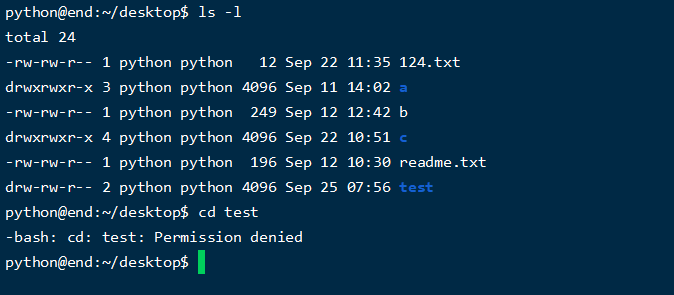 python@end:~/desktop$ ls -l
total 24
-rw-rw-r-- 1 python python   12 Sep 22 11:35 124.txt
drwxrwxr-x 3 python python 4096 Sep 11 14:02 a
-rw-rw-r-- 1 python python  249 Sep 12 12:42 b
drwxrwxr-x 4 python python 4096 Sep 22 10:51 c
-rw-rw-r-- 1 python python  196 Sep 12 10:30 readme.txt
drw-rw-r-- 2 python python 4096 Sep 25 07:56 test
python@end:~/desktop$ cd test
-bash: cd: test: Permission denied
python@end:~/desktop$